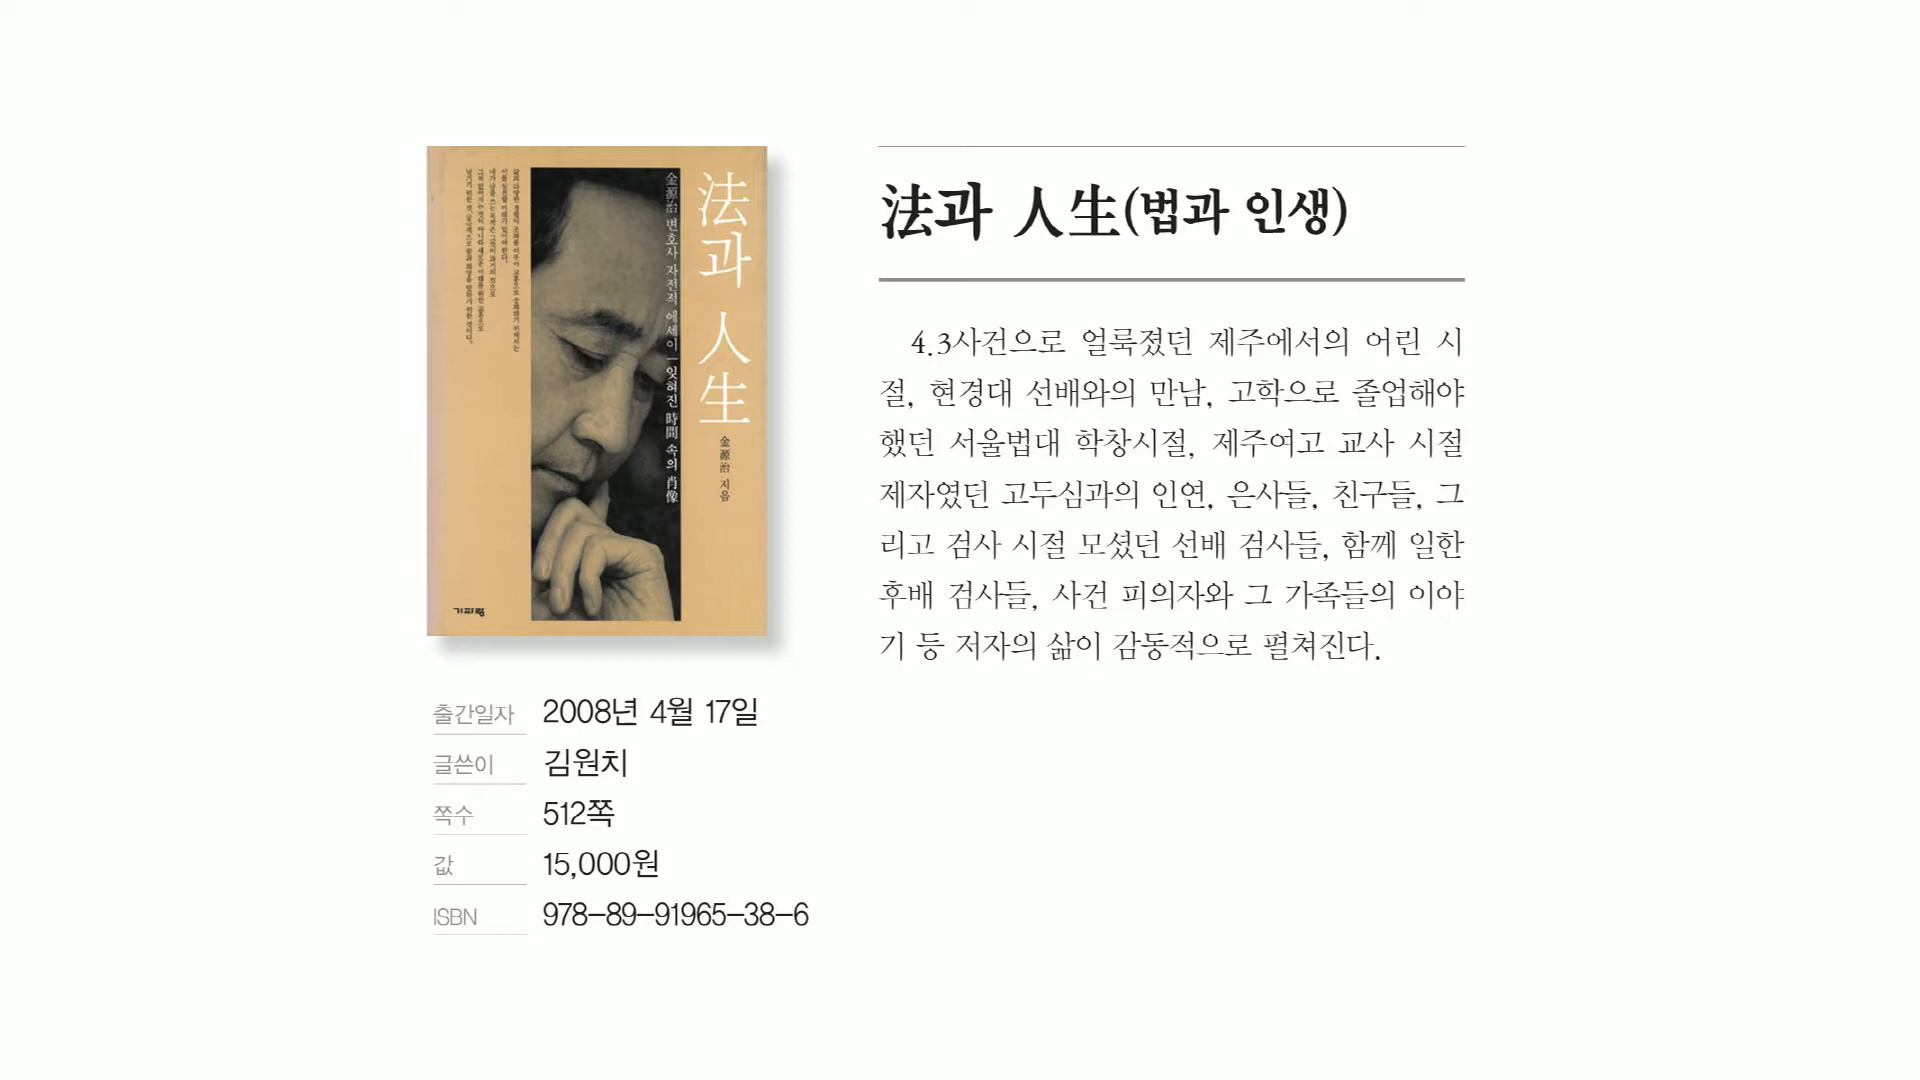 法과 人生
金源治 지음
金源治 변호사 자전적 에세이 - 잊혀진 時間 속의 肖像
기파랑
法과 人生(법과 인생)
4.3사건으로 얼룩졌던 제주에서의 어린 시
절, 현경대 선배와의 만남, 고학으로 졸업해야
했던 서울법대 학창시절, 제주여고 교사 시절
제자였던 고두심과의 인연, 은사들, 친구들, 그
리고 검사 시절 모셨던 선배 검사들, 함께 일한
후배 검사들, 사건 피의자와 그 가족들의 이야
기 등 저자의 삶이 감동적으로 펼쳐진다.
출간일자 2008년 4월 17일
글쓴이 김원치
쪽수 512쪽
값 15,000원
ISBN 978-89-91965-38-6